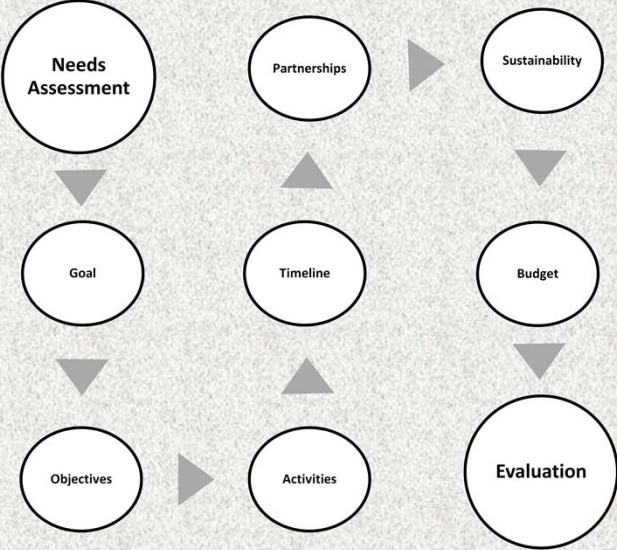 Needs
Assessment
Goal
Objectives
Activities
Timeline
Partnerships
Sustainability
Budget
Evaluation